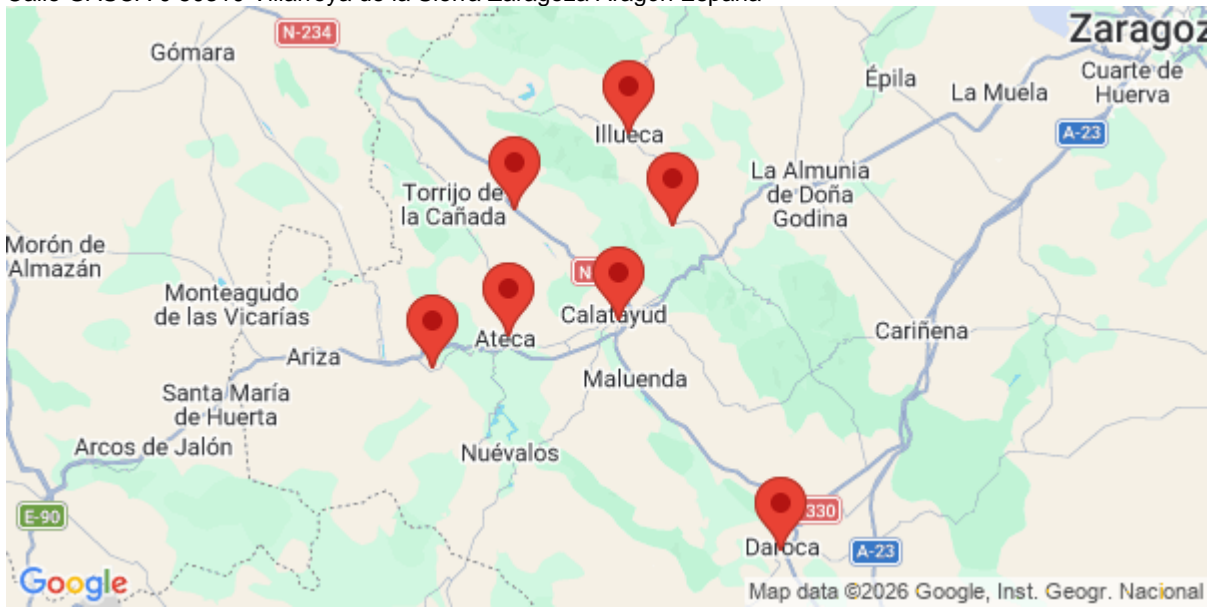 N-234
Gómara
Zaragoz
Cuarte de
Huerva
Épila
La Muela
A-23
Illueca
La Almunia
de Doña
Godina
Torrijo de
la Cañada
Morón de
Almazán
N
Monteagudo
de las Vicarías
Calatayud
Cariñena
Ateca
Ariza
Maluenda
Santa María
de Huerta
Arcos de Jalón
Nuévalos
E-90
330
Daroca
A-23
Google
Map data ©2026 Google, Inst. Geogr. Nacional